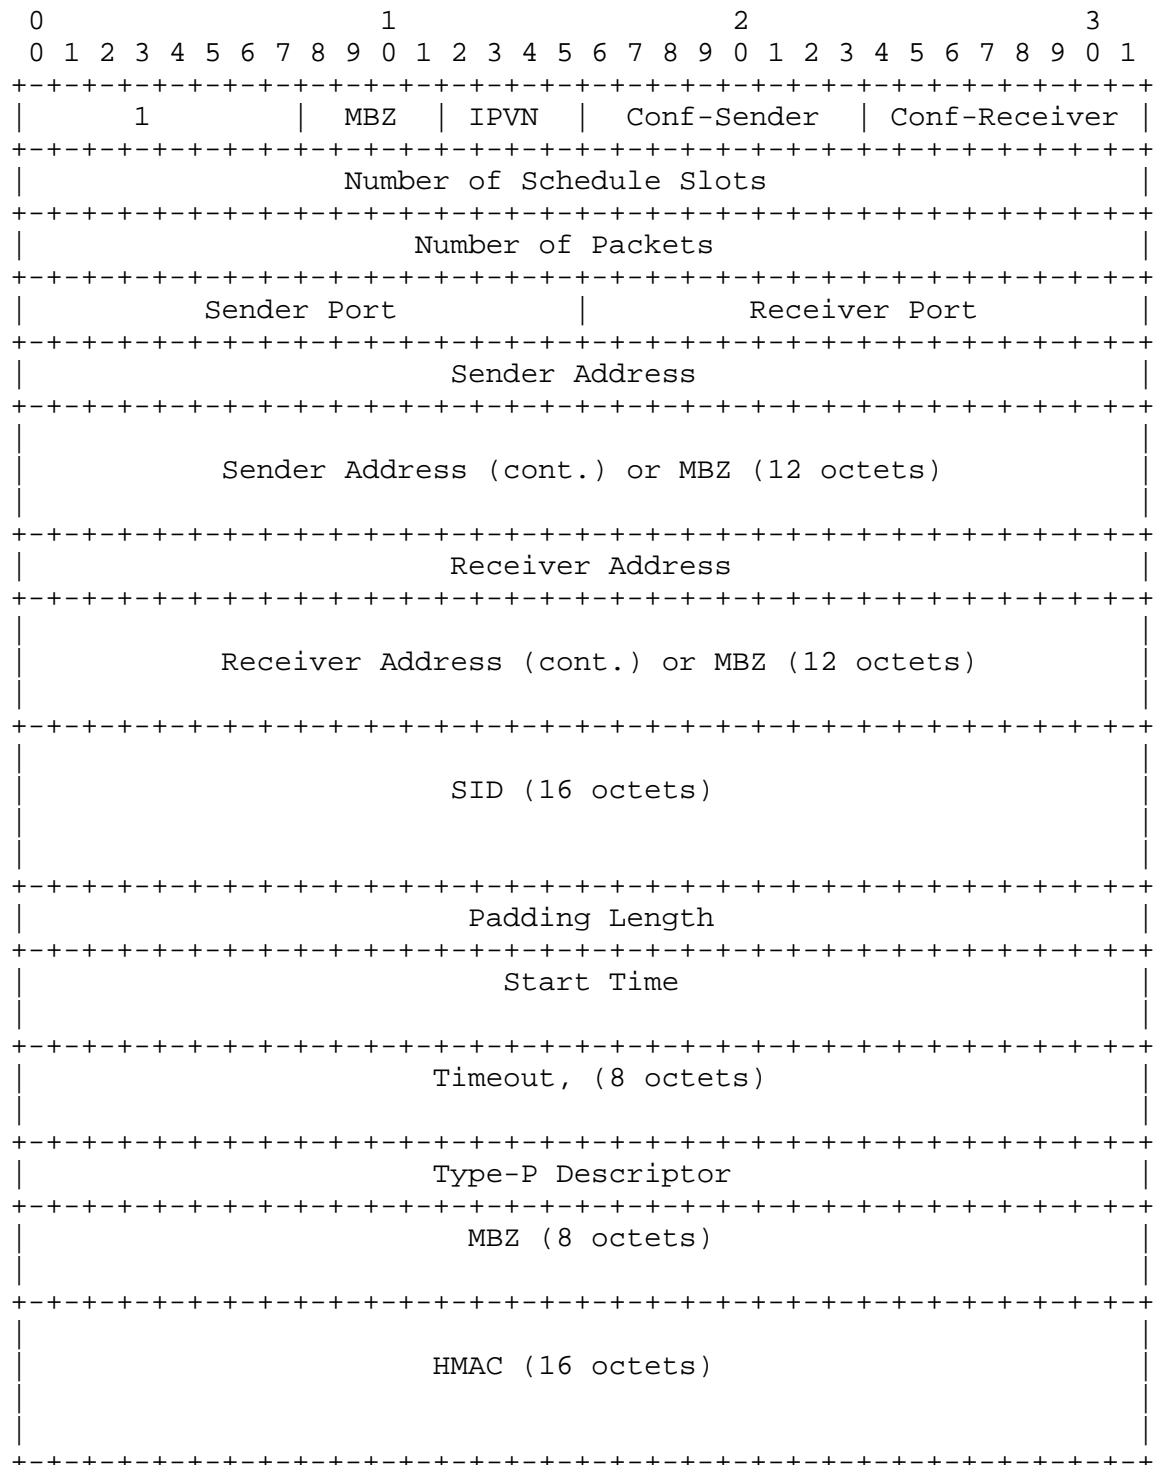 0                   1                   2                   3
0 1 2 3 4 5 6 7 8 9 0 1 2 3 4 5 6 7 8 9 0 1 2 3 4 5 6 7 8 9 0 1
+-+-+-+-+-+-+-+-+-+-+-+-+-+-+-+-+-+-+-+-+-+-+-+-+-+-+-+-+-+-+-+-+
|      1        |  MBZ  | IPVN  |  Conf-Sender  | Conf-Receiver |
+-+-+-+-+-+-+-+-+-+-+-+-+-+-+-+-+-+-+-+-+-+-+-+-+-+-+-+-+-+-+-+-+
|                  Number of Schedule Slots                     |
+-+-+-+-+-+-+-+-+-+-+-+-+-+-+-+-+-+-+-+-+-+-+-+-+-+-+-+-+-+-+-+-+
|                      Number of Packets                        |
+-+-+-+-+-+-+-+-+-+-+-+-+-+-+-+-+-+-+-+-+-+-+-+-+-+-+-+-+-+-+-+-+
|          Sender Port          |         Receiver Port         |
+-+-+-+-+-+-+-+-+-+-+-+-+-+-+-+-+-+-+-+-+-+-+-+-+-+-+-+-+-+-+-+-+
|                        Sender Address                         |
+-+-+-+-+-+-+-+-+-+-+-+-+-+-+-+-+-+-+-+-+-+-+-+-+-+-+-+-+-+-+-+-+
|                                                               |
|           Sender Address (cont.) or MBZ (12 octets)           |
|                                                               |
+-+-+-+-+-+-+-+-+-+-+-+-+-+-+-+-+-+-+-+-+-+-+-+-+-+-+-+-+-+-+-+-+
|                        Receiver Address                       |
+-+-+-+-+-+-+-+-+-+-+-+-+-+-+-+-+-+-+-+-+-+-+-+-+-+-+-+-+-+-+-+-+
|                                                               |
|           Receiver Address (cont.) or MBZ (12 octets)         |
|                                                               |
+-+-+-+-+-+-+-+-+-+-+-+-+-+-+-+-+-+-+-+-+-+-+-+-+-+-+-+-+-+-+-+-+
|                                                               |
|                        SID (16 octets)                        |
|                                                               |
|                                                               |
+-+-+-+-+-+-+-+-+-+-+-+-+-+-+-+-+-+-+-+-+-+-+-+-+-+-+-+-+-+-+-+-+
|                         Padding Length                        |
+-+-+-+-+-+-+-+-+-+-+-+-+-+-+-+-+-+-+-+-+-+-+-+-+-+-+-+-+-+-+-+-+
|                           Start Time                          |
|                                                               |
+-+-+-+-+-+-+-+-+-+-+-+-+-+-+-+-+-+-+-+-+-+-+-+-+-+-+-+-+-+-+-+-+
|                       Timeout, (8 octets)                     |
|                                                               |
+-+-+-+-+-+-+-+-+-+-+-+-+-+-+-+-+-+-+-+-+-+-+-+-+-+-+-+-+-+-+-+-+
|                       Type-P Descriptor                       |
+-+-+-+-+-+-+-+-+-+-+-+-+-+-+-+-+-+-+-+-+-+-+-+-+-+-+-+-+-+-+-+-+
|                         MBZ (8 octets)                        |
|                                                               |
+-+-+-+-+-+-+-+-+-+-+-+-+-+-+-+-+-+-+-+-+-+-+-+-+-+-+-+-+-+-+-+-+
|                                                               |
|                       HMAC (16 octets)                        |
|                                                               |
|                                                               |
+-+-+-+-+-+-+-+-+-+-+-+-+-+-+-+-+-+-+-+-+-+-+-+-+-+-+-+-+-+-+-+-+